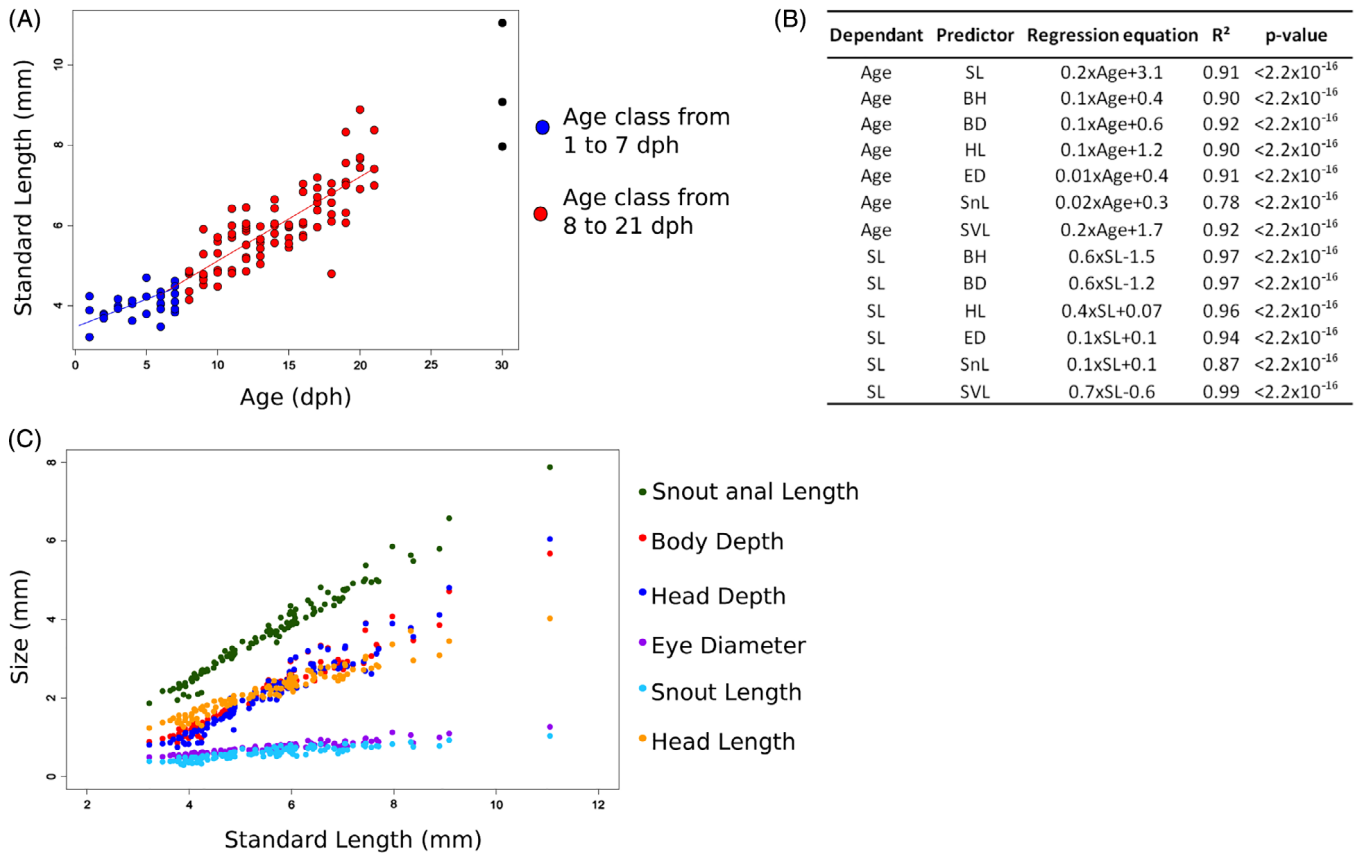 (A)
Standard Length (mm)
10
8
6
4
0
5
10
15
20
25
30
Age (dph)
Age class from
1 to 7 dph
Age class from
8 to 21 dph
(B)
Dependant Predictor Regression equation R² p-value
Age SL 0.2xAge+3.1 0.91 <2.2x10⁻¹⁶
Age BH 0.1xAge+0.4 0.90 <2.2x10⁻¹⁶
Age BD 0.1xAge+0.6 0.92 <2.2x10⁻¹⁶
Age HL 0.1xAge+1.2 0.90 <2.2x10⁻¹⁶
Age ED 0.01xAge+0.4 0.91 <2.2x10⁻¹⁶
Age SnL 0.02xAge+0.3 0.78 <2.2x10⁻¹⁶
Age SVL 0.2xAge+1.7 0.92 <2.2x10⁻¹⁶
SL BH 0.6xSL-1.5 0.97 <2.2x10⁻¹⁶
SL BD 0.6xSL-1.2 0.97 <2.2x10⁻¹⁶
SL HL 0.4xSL+0.07 0.96 <2.2x10⁻¹⁶
SL ED 0.1xSL+0.1 0.94 <2.2x10⁻¹⁶
SL SnL 0.1xSL+0.1 0.87 <2.2x10⁻¹⁶
SL SVL 0.7xSL-0.6 0.99 <2.2x10⁻¹⁶
(C)
Size (mm)
8
6
4
2
0
2
4
6
8
10
12
Standard Length (mm)
Snout anal Length
Body Depth
Head Depth
Eye Diameter
Snout Length
Head Length